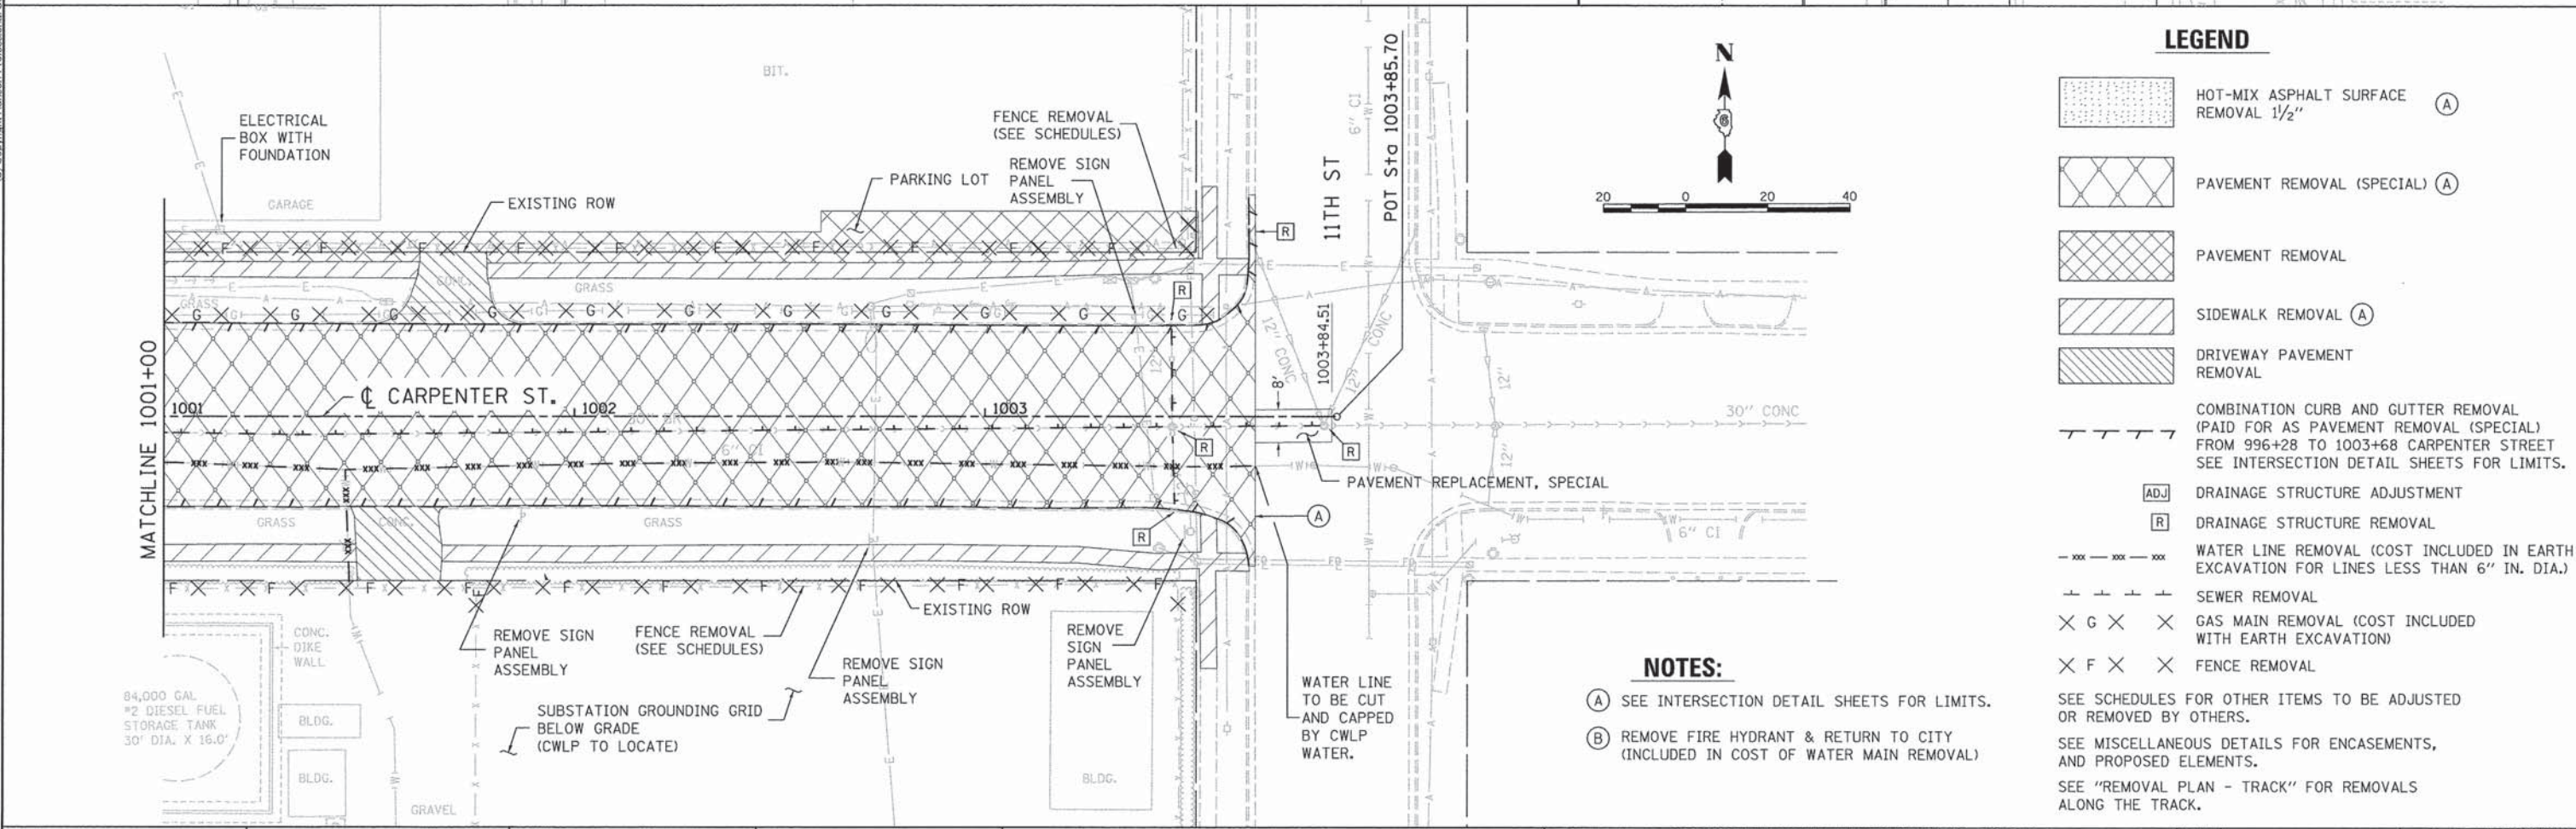 BIT.
ELECTRICAL
BOX WITH
FOUNDATION
GARAGE
EXISTING ROW
PARKING LOT
FENCE REMOVAL
(SEE SCHEDULES)
REMOVE SIGN
PANEL
ASSEMBLY
6" CI
11TH ST
POT Sta 1003+85.70
N
20 0 20 40
CONC.
GRASS
GRASS
R
R
MATCHLINE 1001+00
℄ CARPENTER ST.
1001
1002
1003
6" CI
12"
12" CONC
12" CONC
8'
1003+84.51
12"
30" CONC
12"
R
R
PAVEMENT REPLACEMENT, SPECIAL
A
GRASS
CONC.
GRASS
R
6" CI
EXISTING ROW
CONC.
DIKE
WALL
REMOVE SIGN
PANEL
ASSEMBLY
FENCE REMOVAL
(SEE SCHEDULES)
REMOVE SIGN
PANEL
ASSEMBLY
REMOVE
SIGN
PANEL
ASSEMBLY
84,000 GAL
#2 DIESEL FUEL
STORAGE TANK
30' DIA. X 16.0'
BLDG.
BLDG.
GRAVEL
SUBSTATION GROUNDING GRID
BELOW GRADE
(CWLP TO LOCATE)
BLDG.
WATER LINE
TO BE CUT
AND CAPPED
BY CWLP
WATER.
NOTES:
A SEE INTERSECTION DETAIL SHEETS FOR LIMITS.
B REMOVE FIRE HYDRANT & RETURN TO CITY
(INCLUDED IN COST OF WATER MAIN REMOVAL)
LEGEND
HOT-MIX ASPHALT SURFACE
REMOVAL 1½" A
PAVEMENT REMOVAL (SPECIAL) A
PAVEMENT REMOVAL
SIDEWALK REMOVAL A
DRIVEWAY PAVEMENT
REMOVAL
COMBINATION CURB AND GUTTER REMOVAL
(PAID FOR AS PAVEMENT REMOVAL (SPECIAL)
FROM 996+28 TO 1003+68 CARPENTER STREET
SEE INTERSECTION DETAIL SHEETS FOR LIMITS.
ADJ DRAINAGE STRUCTURE ADJUSTMENT
R DRAINAGE STRUCTURE REMOVAL
XXX XXX XXX WATER LINE REMOVAL (COST INCLUDED IN EARTH
EXCAVATION FOR LINES LESS THAN 6" IN. DIA.)
SEWER REMOVAL
X G X X GAS MAIN REMOVAL (COST INCLUDED
WITH EARTH EXCAVATION)
X F X X FENCE REMOVAL
SEE SCHEDULES FOR OTHER ITEMS TO BE ADJUSTED
OR REMOVED BY OTHERS.
SEE MISCELLANEOUS DETAILS FOR ENCASEMENTS,
AND PROPOSED ELEMENTS.
SEE "REMOVAL PLAN - TRACK" FOR REMOVALS
ALONG THE TRACK.